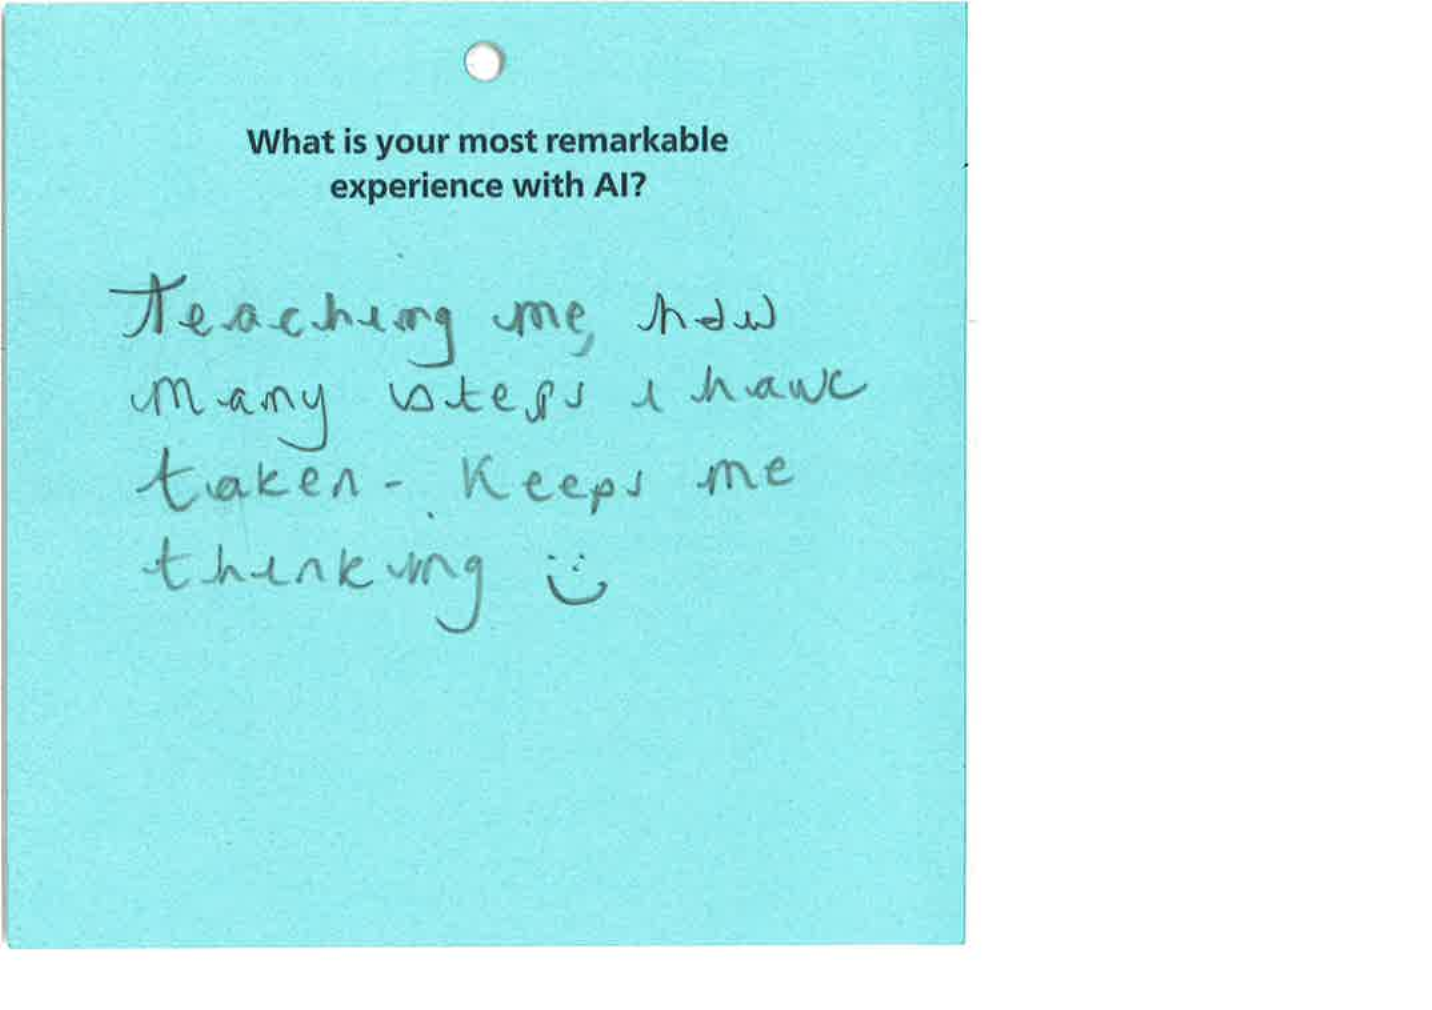 What is your most remarkable
experience with AI?
Teaching me, how
many steps i have
taken - Keeps me
thinking :)